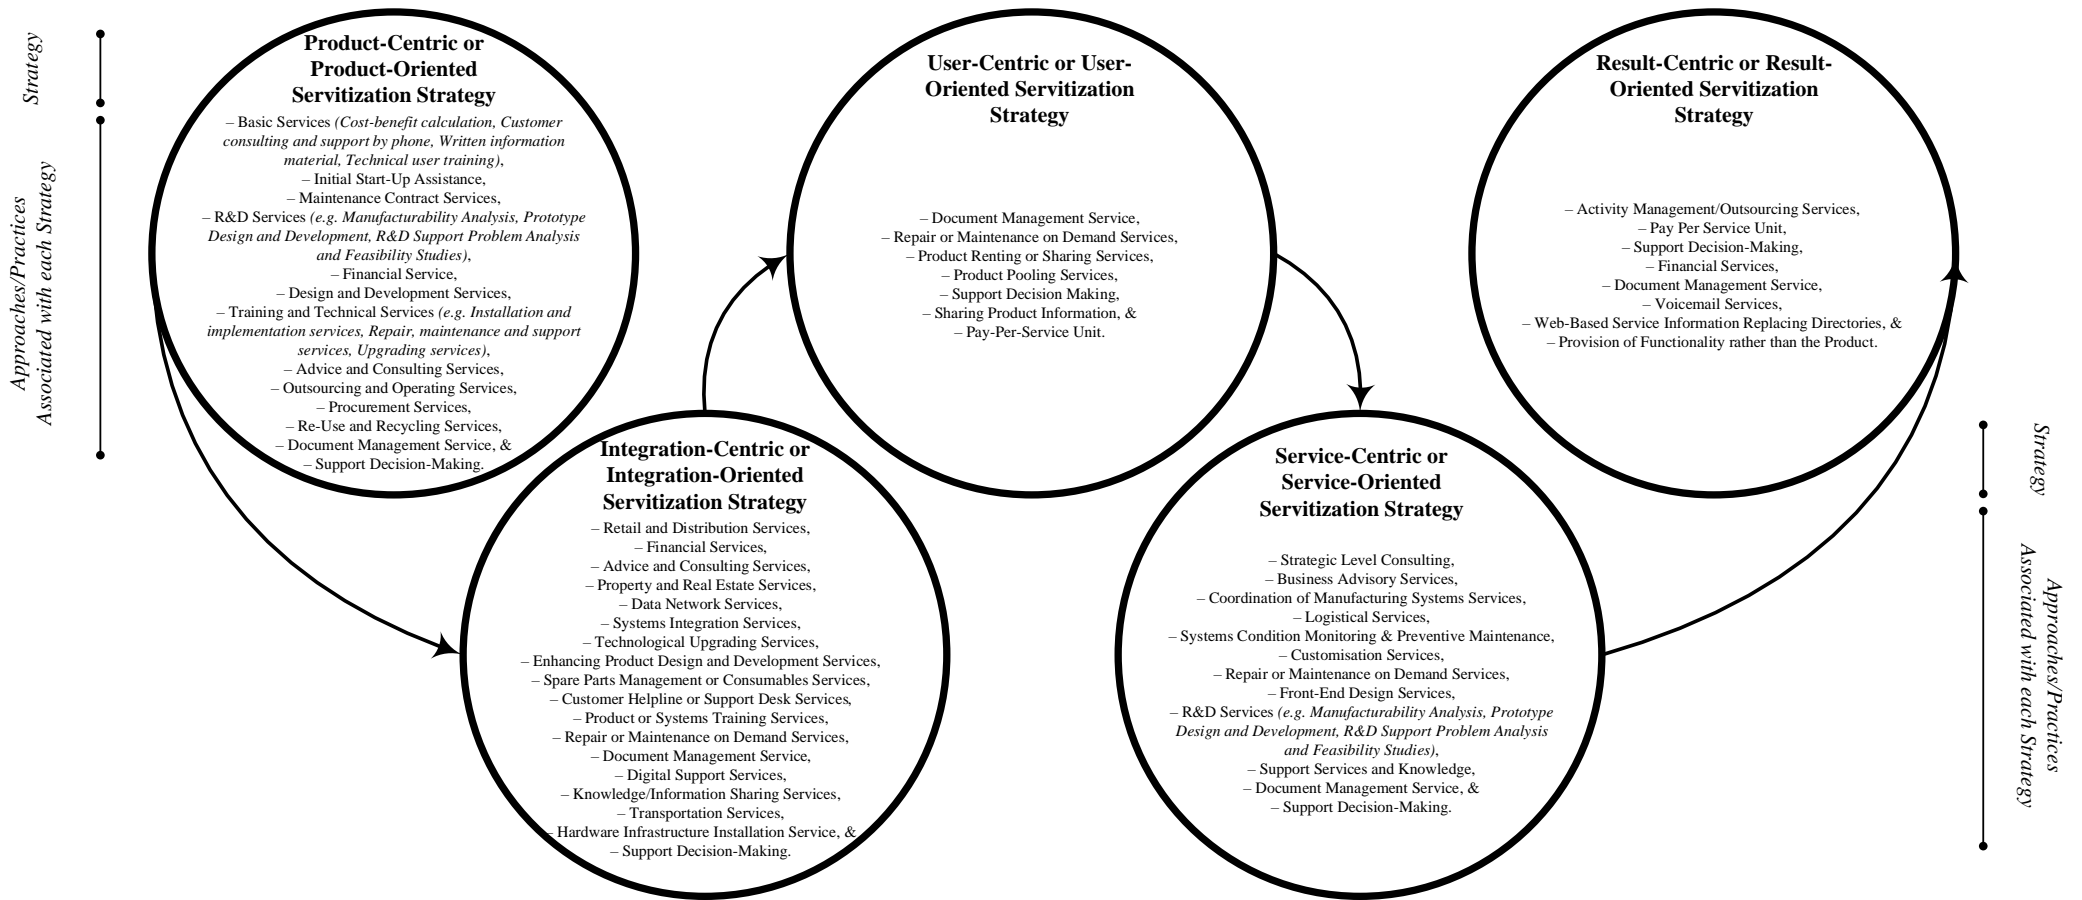 Strategy
Approaches/Practices
Associated with each Strategy
Product-Centric or
Product-Oriented
Servitization Strategy
– Basic Services (Cost-benefit calculation, Customer
consulting and support by phone, Written information
material, Technical user training),
– Initial Start-Up Assistance,
– Maintenance Contract Services,
– R&D Services (e.g. Manufacturability Analysis, Prototype
Design and Development, R&D Support Problem Analysis
and Feasibility Studies),
– Financial Service,
– Design and Development Services,
– Training and Technical Services (e.g. Installation and
implementation services, Repair, maintenance and support
services, Upgrading services),
– Advice and Consulting Services,
– Outsourcing and Operating Services,
– Procurement Services,
– Re-Use and Recycling Services,
– Document Management Service, &
– Support Decision-Making.
Integration-Centric or
Integration-Oriented
Servitization Strategy
– Retail and Distribution Services,
– Financial Services,
– Advice and Consulting Services,
– Property and Real Estate Services,
– Data Network Services,
– Systems Integration Services,
– Technological Upgrading Services,
– Enhancing Product Design and Development Services,
– Spare Parts Management or Consumables Services,
– Customer Helpline or Support Desk Services,
– Product or Systems Training Services,
– Repair or Maintenance on Demand Services,
– Document Management Service,
– Digital Support Services,
– Knowledge/Information Sharing Services,
– Transportation Services,
– Hardware Infrastructure Installation Service, &
– Support Decision-Making.
User-Centric or User-
Oriented Servitization
Strategy
– Document Management Service,
– Repair or Maintenance on Demand Services,
– Product Renting or Sharing Services,
– Product Pooling Services,
– Support Decision Making,
– Sharing Product Information, &
– Pay-Per-Service Unit.
Service-Centric or
Service-Oriented
Servitization Strategy
– Strategic Level Consulting,
– Business Advisory Services,
– Coordination of Manufacturing Systems Services,
– Logistical Services,
– Systems Condition Monitoring & Preventive Maintenance,
– Customisation Services,
– Repair or Maintenance on Demand Services,
– Front-End Design Services,
– R&D Services (e.g. Manufacturability Analysis, Prototype
Design and Development, R&D Support Problem Analysis
and Feasibility Studies),
– Support Services and Knowledge,
– Document Management Service, &
– Support Decision-Making.
Result-Centric or Result-
Oriented Servitization
Strategy
– Activity Management/Outsourcing Services,
– Pay Per Service Unit,
– Support Decision-Making,
– Financial Services,
– Document Management Service,
– Voicemail Services,
– Web-Based Service Information Replacing Directories, &
– Provision of Functionality rather than the Product.
Strategy
Approaches/Practices
Associated with each Strategy